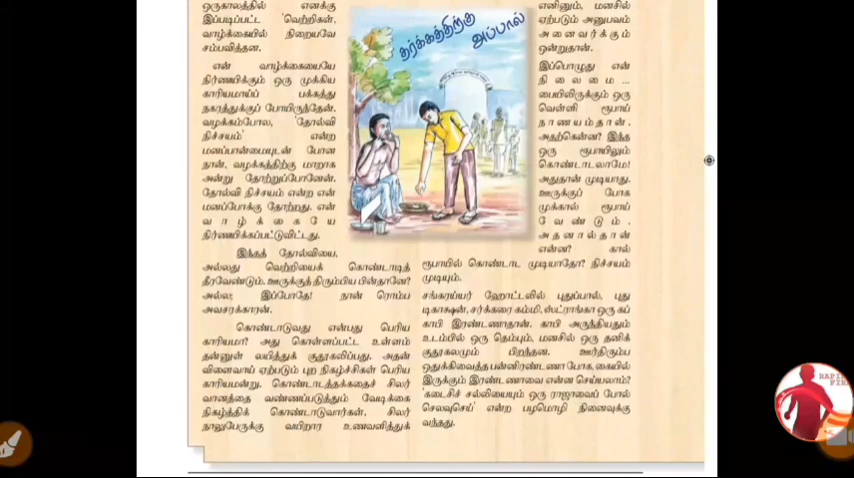 ஒருகாலத்தில் எனக்கு
இப்படிப்பட்ட 'வெற்றிகள்,
வாழ்க்கையில் நிறையவே
சம்பவித்தன.
என் வாழ்க்கையையே
நிர்ணயிக்கும் ஒரு முக்கிய
காரியமாய்ப் பக்கத்து
நகரத்துக்குப் போயிருந்தேன்.
வழக்கம்போல, 'தோல்வி
நிச்சயம்' என்ற
மனப்பான்மையுடன் போன
நான், வழக்கத்திற்கு மாறாக
அன்று தோற்றுப்போனேன்.
தோல்வி நிச்சயம் என்ற என்
மனப்போக்கு தோற்றது. என்
வாழ்க்கையே
நிர்ணயிக்கப்பட்டுவிட்டது.
இந்தத் தோல்வியை,
அல்லது வெற்றியைக் கொண்டாடித்
தீரவேண்டும். ஊருக்குத் திரும்பிய பின்தானே?
அல்ல; இப்போதே! நான் ரொம்ப
அவசரக்காரன்.
கொண்டாடுவது என்பது பெரிய
காரியமா? அது கொள்ளப்பட்ட உள்ளம்
தன்னுள் லயித்துக் குதூகலிப்பது. அதன்
விளைவாய் ஏற்படும் புற நிகழ்ச்சிகள் பெரிய
காரியமன்று. கொண்டாடத்தக்கதைச் சிலர்
வானத்தை வண்ணப்படுத்தும் வேடிக்கை
நிகழ்த்திக் கொண்டாடுவார்கள். சிலர்
நாலுபேருக்கு வயிறார உணவளித்துக்
தர்க்கத்திற்கு
அப்பால்
எனினும், மனசில்
ஏற்படும் அனுபவம்
அனைவர்க்கும்
ஒன்றுதான்.
இப்பொழுது என்
நிலைமை ...
பையிலிருக்கும் ஒரு
வெள்ளி ரூபாய்
நாணயம்தான்.
அதற்கென்ன? இந்த
ஒரு ரூபாயிலும்
கொண்டாடலாமே!
அதுதான் முடியாது.
ஊருக்குப் போக
முக்கால் ரூபாய்
வேண்டும்.
அதனால்தான்
என்ன? கால்
ரூபாயில் கொண்டாட முடியாதோ? நிச்சயம்
முடியும்.
சங்கரய்யர் ஹோட்டலில் புதுப்பால், புது
டிகாக்ஷன், சர்க்கரை கம்மி, ஸ்ட்ராங்கா ஒரு கப்
காபி இரண்டணாதான். காபி அருந்தியதும்
உடம்பில் ஒரு தெம்பும், மனசில் ஒரு தனிக்
குதூகலமும் பிறந்தன. ஊர்திரும்ப
ஒதுக்கிவைத்த பன்னிரண்டணா போக, கையில்
இருக்கும் இரண்டணாவை என்ன செய்யலாம்?
'கடைசிச் சல்லியையும் ஒரு ராஜாவைப் போல்
செலவுசெய்' என்ற பழமொழி நினைவுக்கு
வந்தது.
RAPID
FIRE